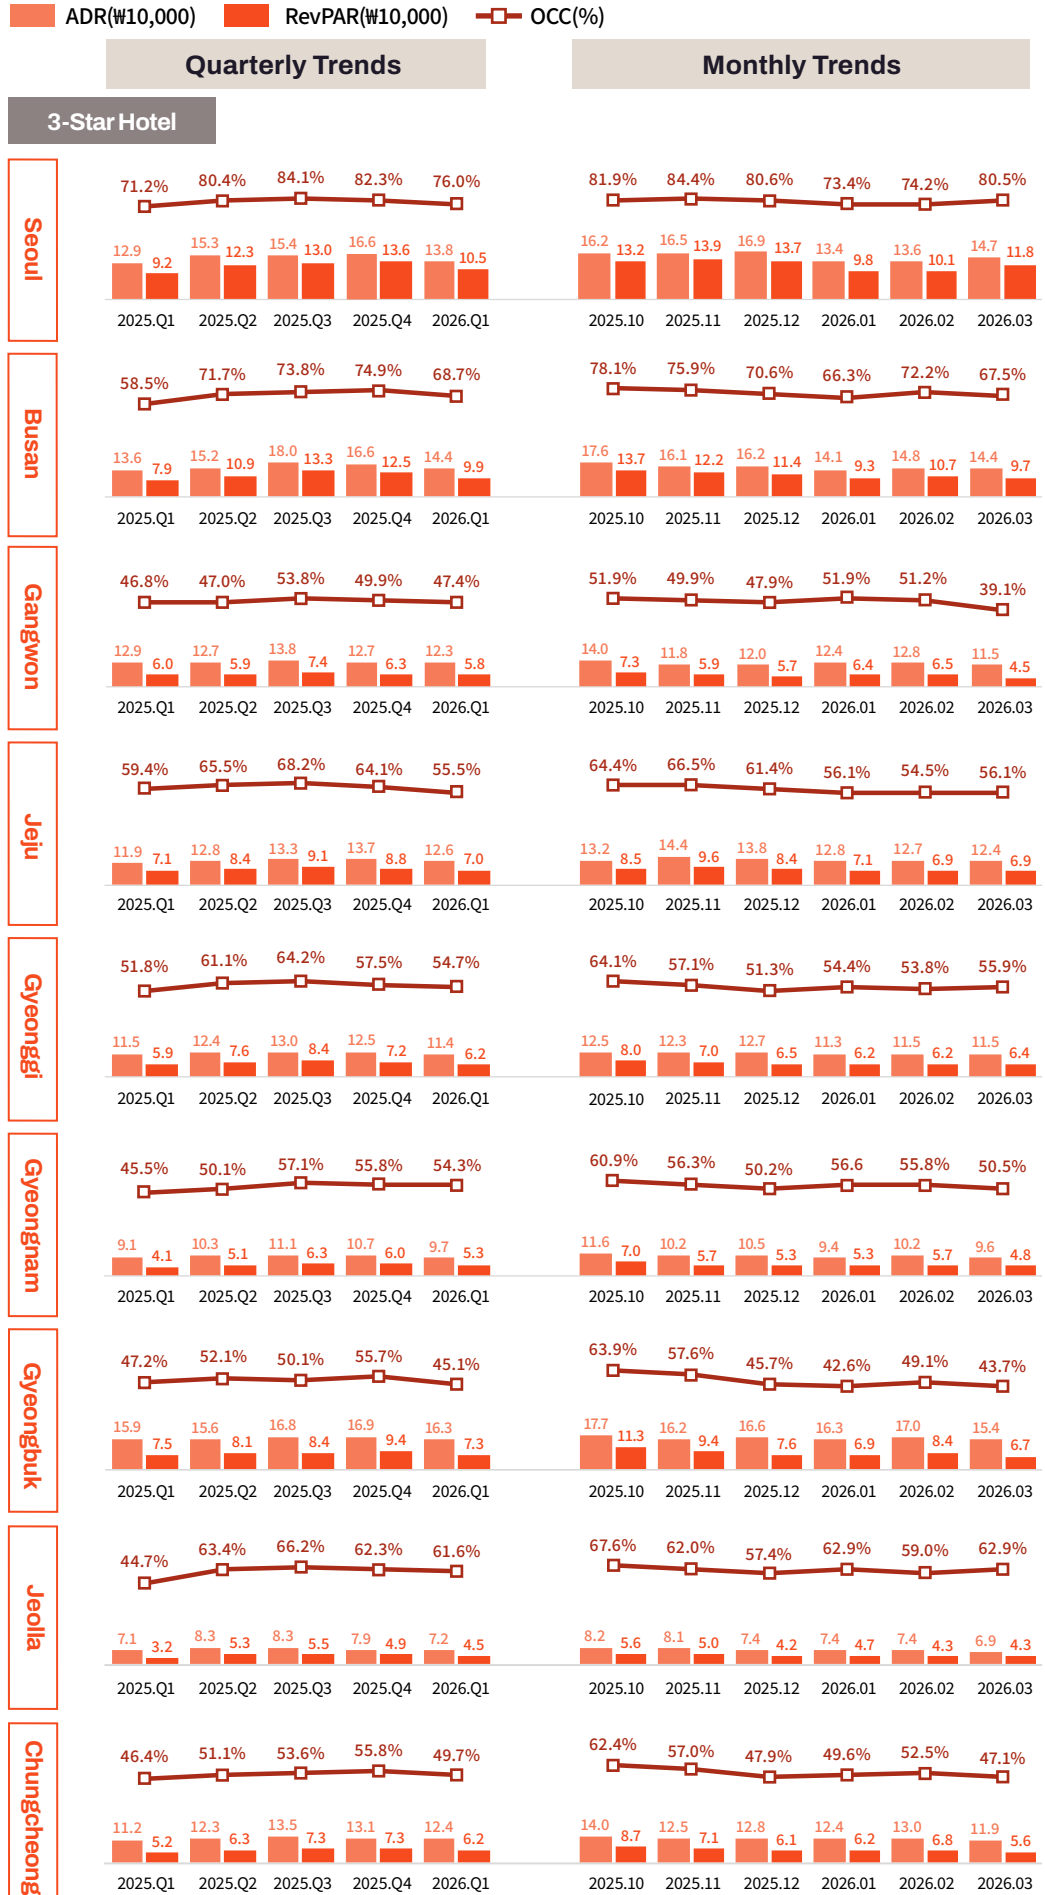 ADR(₩10,000) RevPAR(₩10,000) OCC(%)
Quarterly Trends Monthly Trends
3-Star Hotel
Seoul
71.2% 80.4% 84.1% 82.3% 76.0% 81.9% 84.4% 80.6% 73.4% 74.2% 80.5%
12.9 9.2 15.3 12.3 15.4 13.0 16.6 13.6 13.8 10.5 16.2 13.2 16.5 13.9 16.9 13.7 13.4 9.8 13.6 10.1 14.7 11.8
2025.Q1 2025.Q2 2025.Q3 2025.Q4 2026.Q1 2025.10 2025.11 2025.12 2026.01 2026.02 2026.03
Busan
58.5% 71.7% 73.8% 74.9% 68.7% 78.1% 75.9% 70.6% 66.3% 72.2% 67.5%
13.6 7.9 15.2 10.9 18.0 13.3 16.6 12.5 14.4 9.9 17.6 13.7 16.1 12.2 16.2 11.4 14.1 9.3 14.8 10.7 14.4 9.7
2025.Q1 2025.Q2 2025.Q3 2025.Q4 2026.Q1 2025.10 2025.11 2025.12 2026.01 2026.02 2026.03
Gangwon
46.8% 47.0% 53.8% 49.9% 47.4% 51.9% 49.9% 47.9% 51.9% 51.2% 39.1%
12.9 6.0 12.7 5.9 13.8 7.4 12.7 6.3 12.3 5.8 14.0 7.3 11.8 5.9 12.0 5.7 12.4 6.4 12.8 6.5 11.5 4.5
2025.Q1 2025.Q2 2025.Q3 2025.Q4 2026.Q1 2025.10 2025.11 2025.12 2026.01 2026.02 2026.03
Jeju
59.4% 65.5% 68.2% 64.1% 55.5% 64.4% 66.5% 61.4% 56.1% 54.5% 56.1%
11.9 7.1 12.8 8.4 13.3 9.1 13.7 8.8 12.6 7.0 13.2 8.5 14.4 9.6 13.8 8.4 12.8 7.1 12.7 6.9 12.4 6.9
2025.Q1 2025.Q2 2025.Q3 2025.Q4 2026.Q1 2025.10 2025.11 2025.12 2026.01 2026.02 2026.03
Gyeonggi
51.8% 61.1% 64.2% 57.5% 54.7% 64.1% 57.1% 51.3% 54.4% 53.8% 55.9%
11.5 5.9 12.4 7.6 13.0 8.4 12.5 7.2 11.4 6.2 12.5 8.0 12.3 7.0 12.7 6.5 11.3 6.2 11.5 6.2 11.5 6.4
2025.Q1 2025.Q2 2025.Q3 2025.Q4 2026.Q1 2025.10 2025.11 2025.12 2026.01 2026.02 2026.03
Gyeongnam
45.5% 50.1% 57.1% 55.8% 54.3% 60.9% 56.3% 50.2% 56.6 55.8% 50.5%
9.1 4.1 10.3 5.1 11.1 6.3 10.7 6.0 9.7 5.3 11.6 7.0 10.2 5.7 10.5 5.3 9.4 5.3 10.2 5.7 9.6 4.8
2025.Q1 2025.Q2 2025.Q3 2025.Q4 2026.Q1 2025.10 2025.11 2025.12 2026.01 2026.02 2026.03
Gyeongbuk
47.2% 52.1% 50.1% 55.7% 45.1% 63.9% 57.6% 45.7% 42.6% 49.1% 43.7%
15.9 7.5 15.6 8.1 16.8 8.4 16.9 9.4 16.3 7.3 17.7 11.3 16.2 9.4 16.6 7.6 16.3 6.9 17.0 8.4 15.4 6.7
2025.Q1 2025.Q2 2025.Q3 2025.Q4 2026.Q1 2025.10 2025.11 2025.12 2026.01 2026.02 2026.03
Jeolla
44.7% 63.4% 66.2% 62.3% 61.6% 67.6% 62.0% 57.4% 62.9% 59.0% 62.9%
7.1 3.2 8.3 5.3 8.3 5.5 7.9 4.9 7.2 4.5 8.2 5.6 8.1 5.0 7.4 4.2 7.4 4.7 7.4 4.3 6.9 4.3
2025.Q1 2025.Q2 2025.Q3 2025.Q4 2026.Q1 2025.10 2025.11 2025.12 2026.01 2026.02 2026.03
Chungcheong
46.4% 51.1% 53.6% 55.8% 49.7% 62.4% 57.0% 47.9% 49.6% 52.5% 47.1%
11.2 5.2 12.3 6.3 13.5 7.3 13.1 7.3 12.4 6.2 14.0 8.7 12.5 7.1 12.8 6.1 12.4 6.2 13.0 6.8 11.9 5.6
2025.Q1 2025.Q2 2025.Q3 2025.Q4 2026.Q1 2025.10 2025.11 2025.12 2026.01 2026.02 2026.03